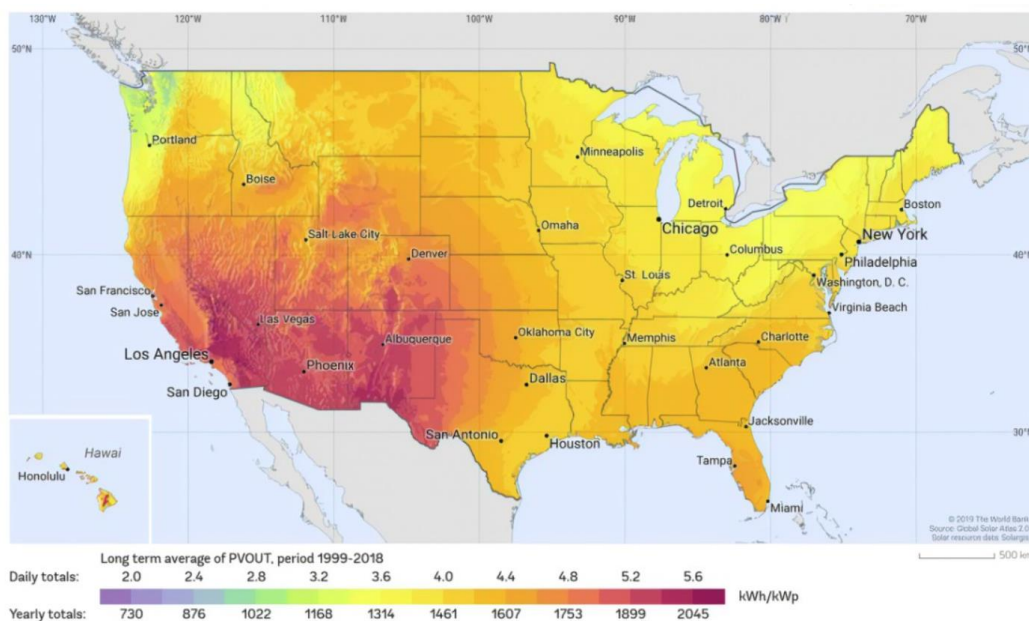 130°W 120°W 110°W 100°W 90°W 80°W 70°W
50°N 50°N
Portland
Minneapolis
Boise
Detroit
Boston
Chicago
New York
Salt Lake City
Omaha
Columbus
40°N Denver 40°N
Philadelphia
St. Louis
Washington, D. C.
San Francisco
San Jose
Virginia Beach
Las Vegas
Oklahoma City
Memphis
Charlotte
Los Angeles
Albuquerque
Phoenix
Atlanta
San Diego
Dallas
Jacksonville
30°N
San Antonio
Houston
Hawai
Honolulu
Tampa
Miami
© 2019 The World Bank
Source: Global Solar Atlas 2.0
Solar resource data: Solargis
500 km
Long term average of PVOUT, period 1999-2018
Daily totals: 2.0 2.4 2.8 3.2 3.6 4.0 4.4 4.8 5.2 5.6
kWh/kWp
Yearly totals: 730 876 1022 1168 1314 1461 1607 1753 1899 2045